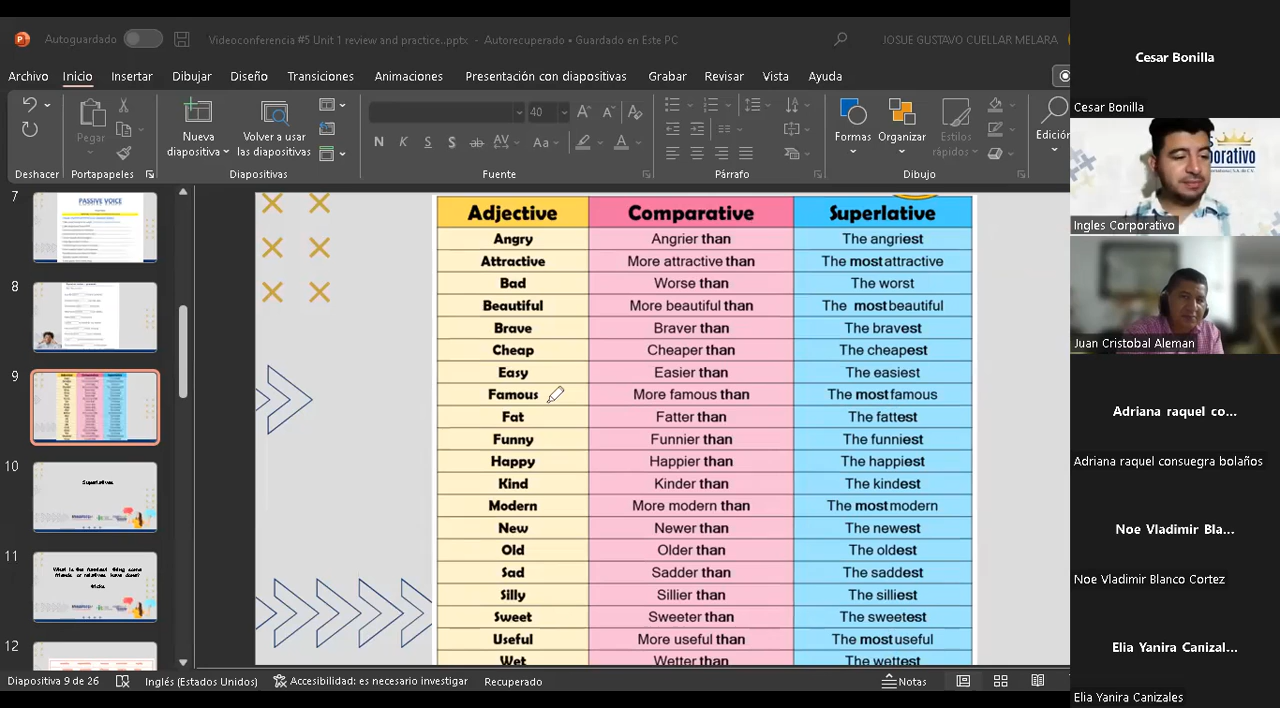 Autoguardado
Videoconferencia #5 Unit 1 review and practice..pptx - Autorecuperado • Guardado en Este PC
JOSUE GUSTAVO CUELLAR MELARA
Archivo Inicio Insertar Dibujar Diseño Transiciones Animaciones Presentación con diapositivas Grabar Revisar Vista Ayuda
Pegar
Nueva diapositiva
Volver a usar las diapositivas
40
N K S S ab AV Aa A
Formas
Organizar
Estilos rápidos
Edición
Deshacer Portapapeles Diapositivas Fuente Párrafo Dibujo
7
PASSIVE VOICE
8
9
10
Superlatives
11
12
Adjective Comparative Superlative
Angry Angrier than The angriest
Attractive More attractive than The most attractive
Bad Worse than The worst
Beautiful More beautiful than The most beautiful
Brave Braver than The bravest
Cheap Cheaper than The cheapest
Easy Easier than The easiest
Famous More famous than The most famous
Fat Fatter than The fattest
Funny Funnier than The funniest
Happy Happier than The happiest
Kind Kinder than The kindest
Modern More modern than The most modern
New Newer than The newest
Old Older than The oldest
Sad Sadder than The saddest
Silly Sillier than The silliest
Sweet Sweeter than The sweetest
Useful More useful than The most useful
Wet Wetter than The wettest
Diapositiva 9 de 26 Inglés (Estados Unidos) Accesibilidad: es necesario investigar Recuperado Notas
Cesar Bonilla
Cesar Bonilla
Ingles Corporativo
Juan Cristobal Aleman
Adriana raquel co...
Adriana raquel consuegra bolaños
Noe Vladimir Bla...
Noe Vladimir Blanco Cortez
Elia Yanira Canizal...
Elia Yanira Canizales